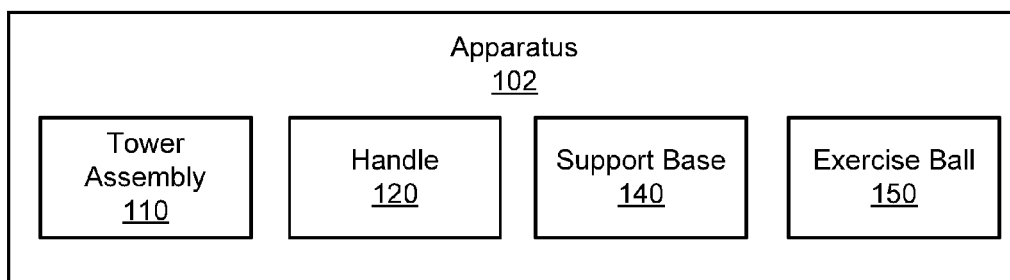 Apparatus
102
Tower
Assembly
110
Handle
120
Support Base
140
Exercise Ball
150